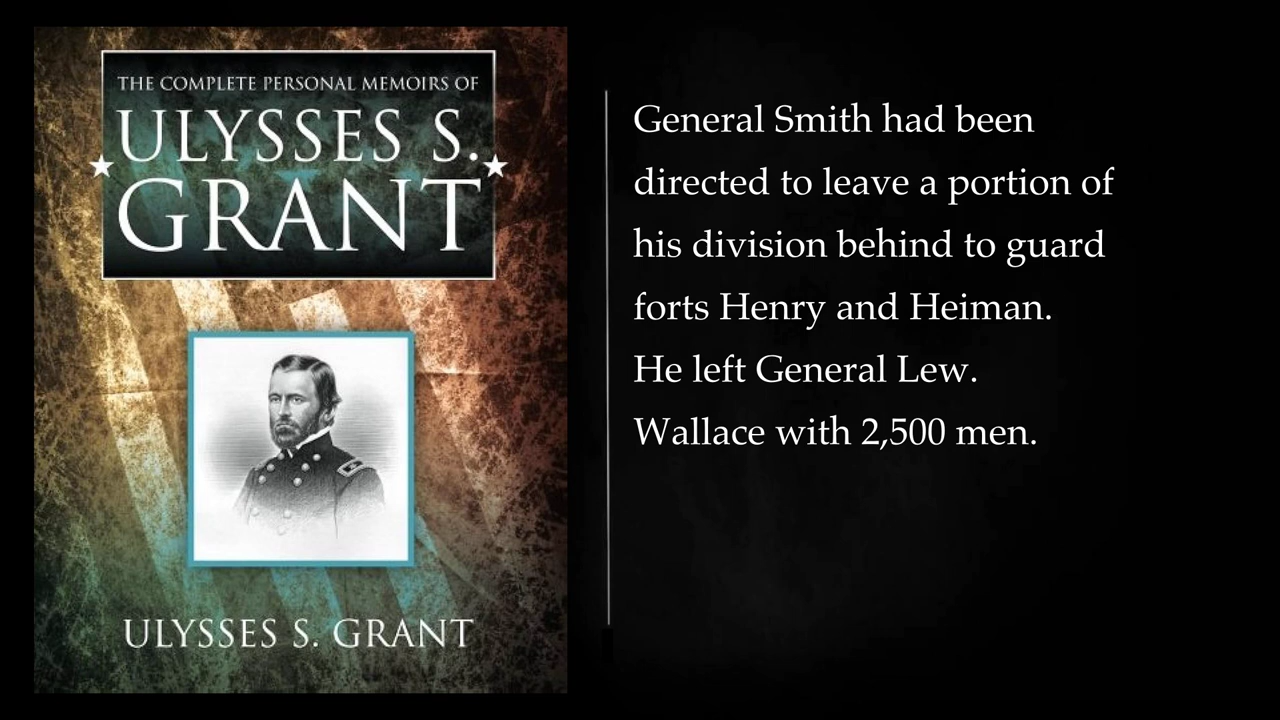 THE COMPLETE PERSONAL MEMOIRS OF
ULYSSES S.
GRANT
ULYSSES S. GRANT
General Smith had been
directed to leave a portion of
his division behind to guard
forts Henry and Heiman.
He left General Lew.
Wallace with 2,500 men.